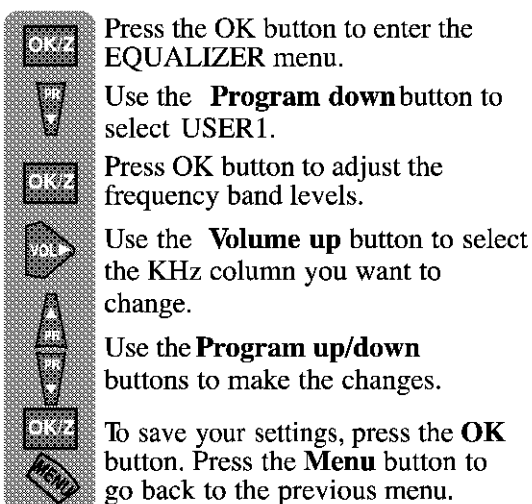 OK/Z
Press the OK button to enter the
EQUALIZER menu.
PR
Use the Program down button to
select USER1.
OK/Z
Press OK button to adjust the
frequency band levels.
VOL
Use the Volume up button to select
the KHz column you want to
change.
PR
PR
Use the Program up/down
buttons to make the changes.
OK/Z
To save your settings, press the OK
button. Press the Menu button to
go back to the previous menu.
MENU